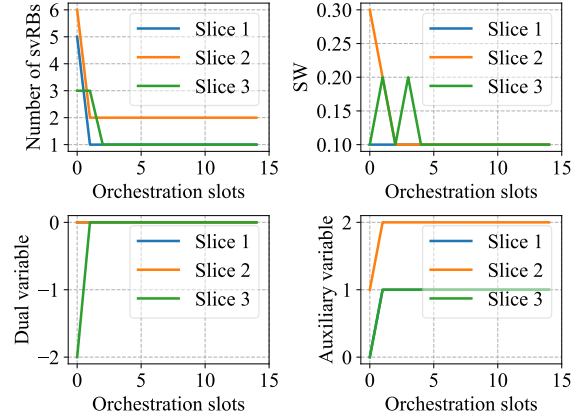 Number of svRBs
6
5
4
3
2
1
Slice 1
Slice 2
Slice 3
0 5 10 15
Orchestration slots
SW
0.30
0.25
0.20
0.15
0.10
Slice 1
Slice 2
Slice 3
0 5 10 15
Orchestration slots
Dual variable
0
−1
−2
Slice 1
Slice 2
Slice 3
0 5 10 15
Orchestration slots
Auxiliary variable
2
1
0
Slice 1
Slice 2
Slice 3
0 5 10 15
Orchestration slots